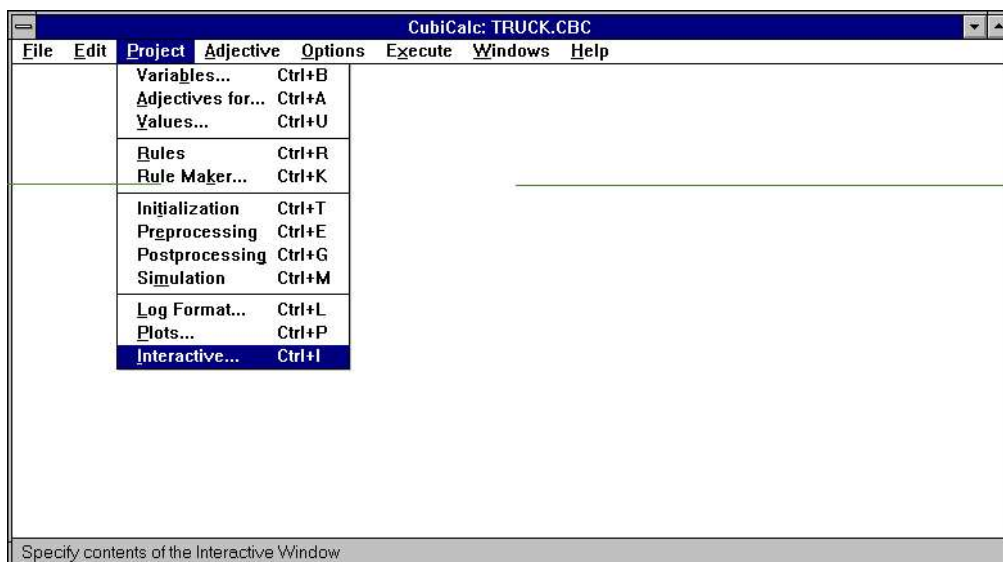 CubiCalc: TRUCK.CBC
File Edit Project Adjective Options Execute Windows Help
Variables... Ctrl+B
Adjectives for... Ctrl+A
Values... Ctrl+U
Rules Ctrl+R
Rule Maker... Ctrl+K
Initialization Ctrl+T
Preprocessing Ctrl+E
Postprocessing Ctrl+G
Simulation Ctrl+M
Log Format... Ctrl+L
Plots... Ctrl+P
Interactive... Ctrl+I
Specify contents of the Interactive Window